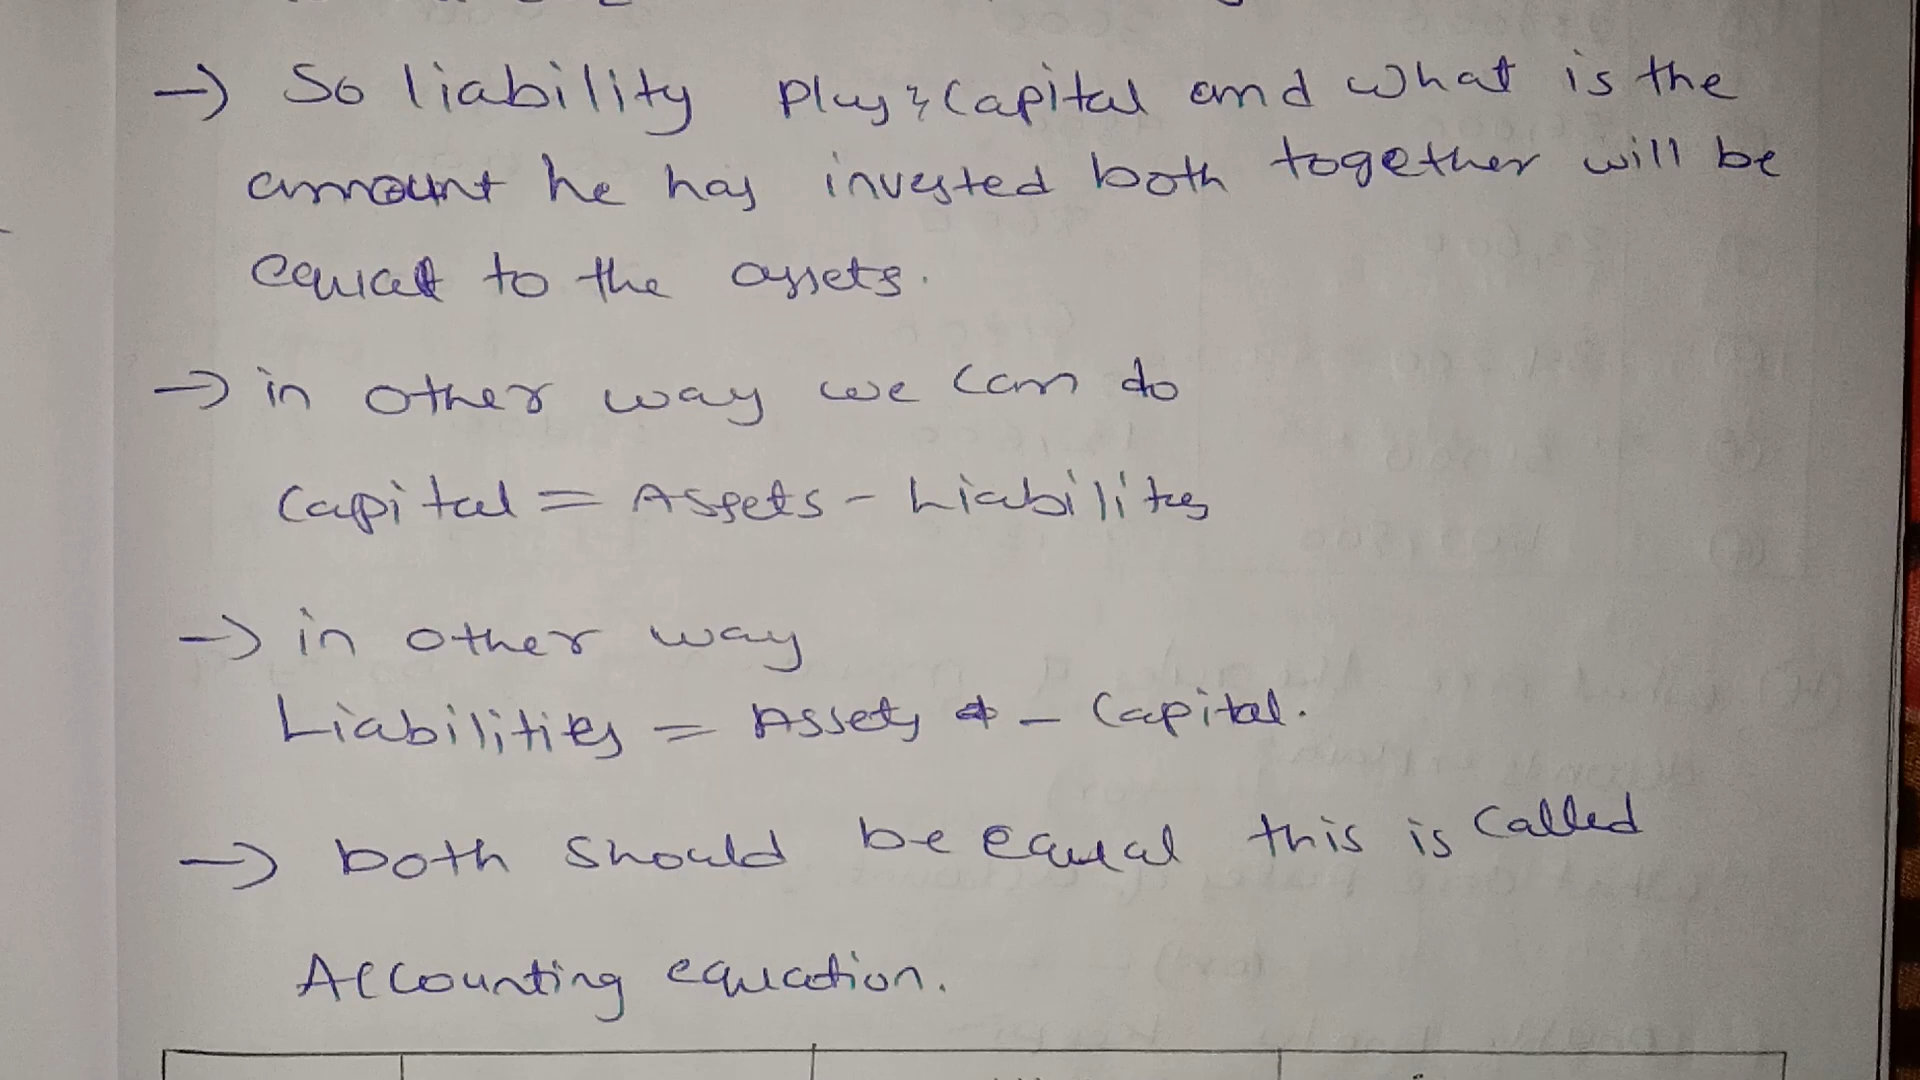 → So liability plus & Capital and what is the
amount he has invested both together will be
equal to the assets.
→ in other way we can do
Capital = Assets - Liabilities
→ in other way
Liabilities = Assets - Capital.
→ both should be equal this is called
Accounting equation.